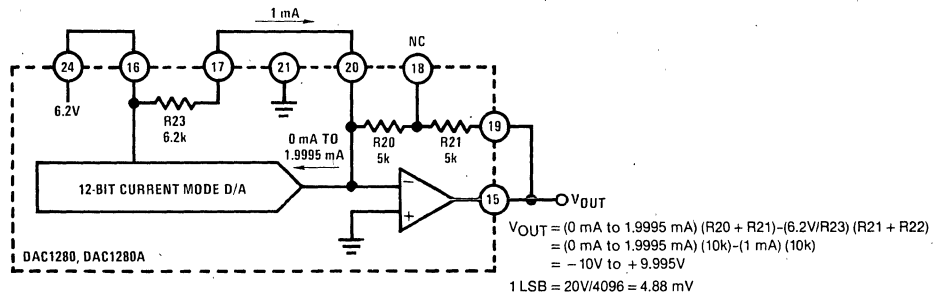 1 mA
NC
24
16
17
21
20
18
6.2V
R23
6.2k
0 mA TO
1.9995 mA
R20
5k
R21
5k
19
12-BIT CURRENT MODE D/A
−
+
15
VOUT
DAC1280, DAC1280A
VOUT = (0 mA to 1.9995 mA) (R20 + R21)−(6.2V/R23) (R21 + R22)
= (0 mA to 1.9995 mA) (10k)−(1 mA) (10k)
= −10V to +9.995V
1 LSB = 20V/4096 = 4.88 mV